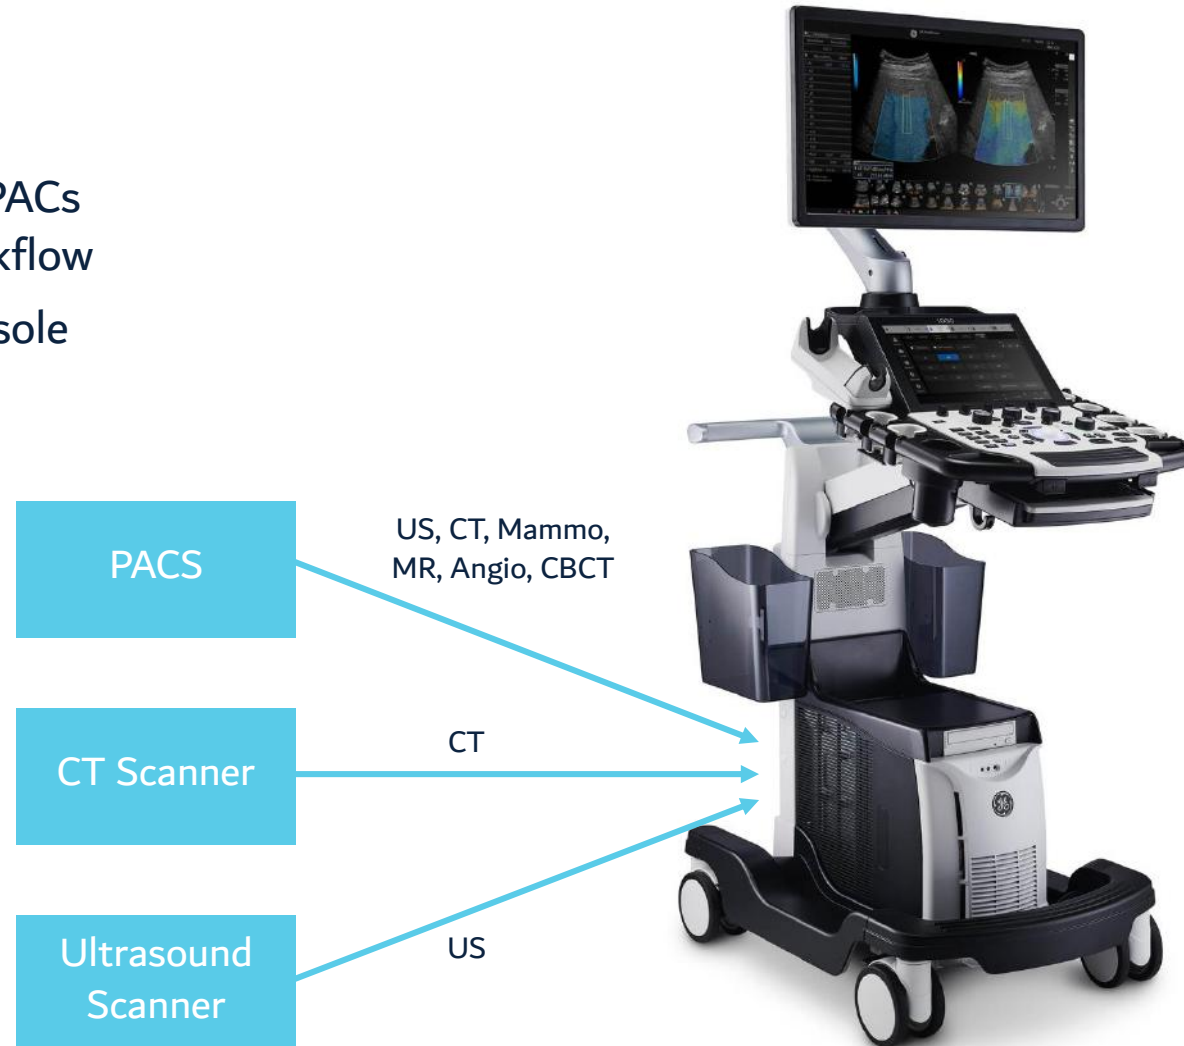 PACs
kflow
sole
PACS
US, CT, Mammo,
MR, Angio, CBCT
CT Scanner
CT
Ultrasound
Scanner
US